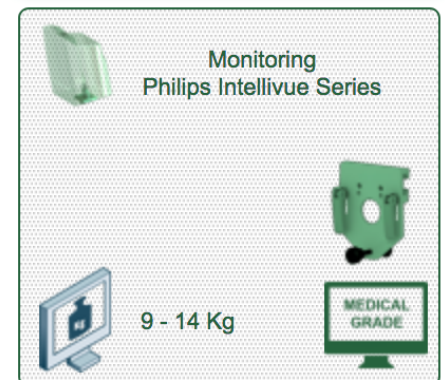 Monitoring
Philips Intellivue Series
9 - 14 Kg
MEDICAL
GRADE